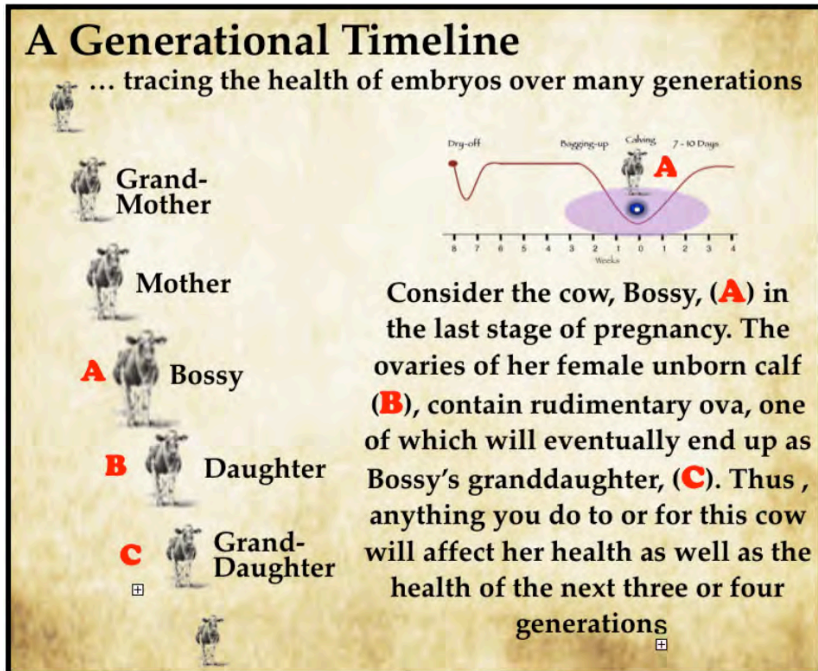 A Generational Timeline
... tracing the health of embryos over many generations
Grand-
Mother
Mother
A Bossy
B Daughter
C Grand-
Daughter
Dry-off Bagging-up Calving 7 - 10 Days
A
8 7 6 5 4 3 2 1 0 1 2 3 4
Weeks
Consider the cow, Bossy, (A) in
the last stage of pregnancy. The
ovaries of her female unborn calf
(B), contain rudimentary ova, one
of which will eventually end up as
Bossy's granddaughter, (C). Thus ,
anything you do to or for this cow
will affect her health as well as the
health of the next three or four
generations